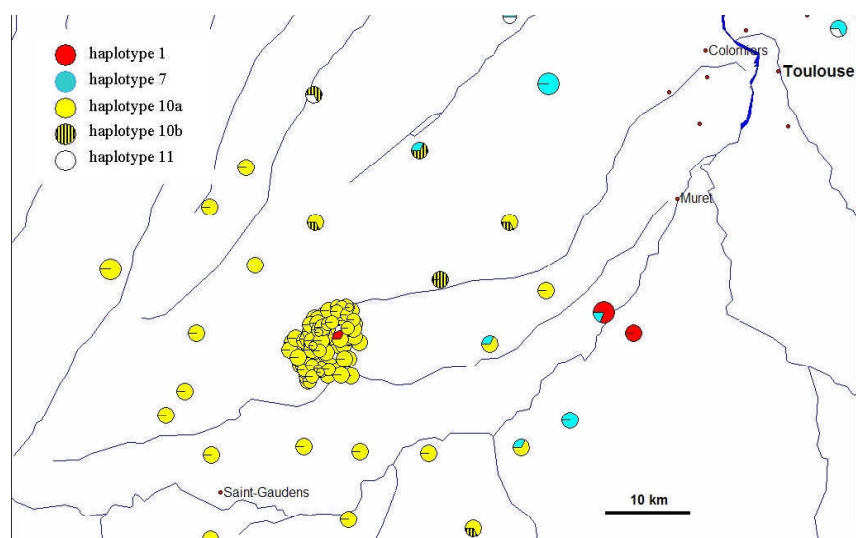 haplotype 1
haplotype 7
haplotype 10a
haplotype 10b
haplotype 11
Colomiers
Toulouse
Muret
Saint-Gaudens
10 km